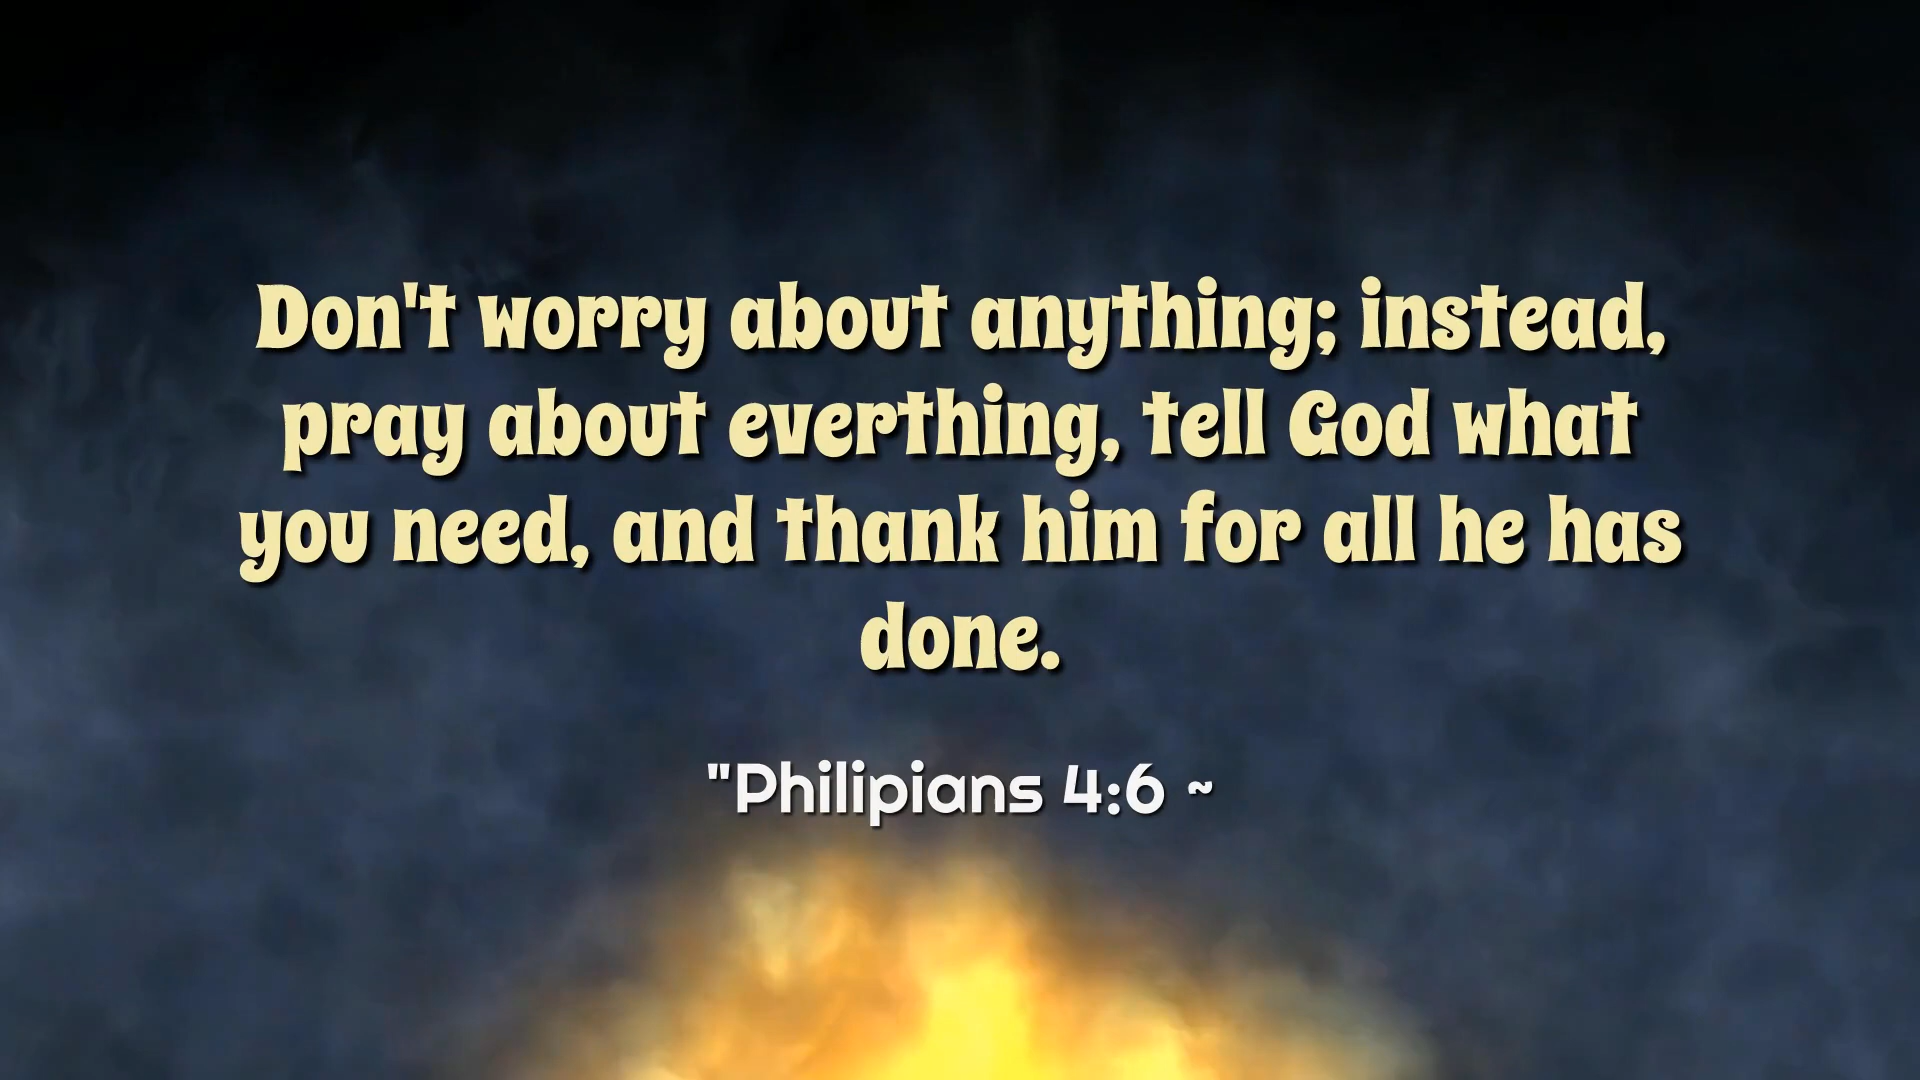 Don't worry about anything; instead,
pray about everthing, tell God what
you need, and thank him for all he has
done.
"Philipians 4:6 ~